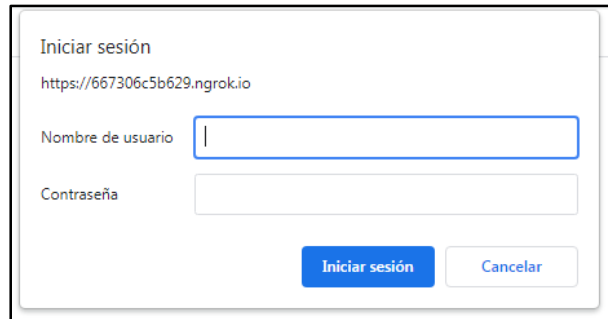 Iniciar sesión
https://667306c5b629.ngrok.io
Nombre de usuario
Contraseña
Iniciar sesión Cancelar